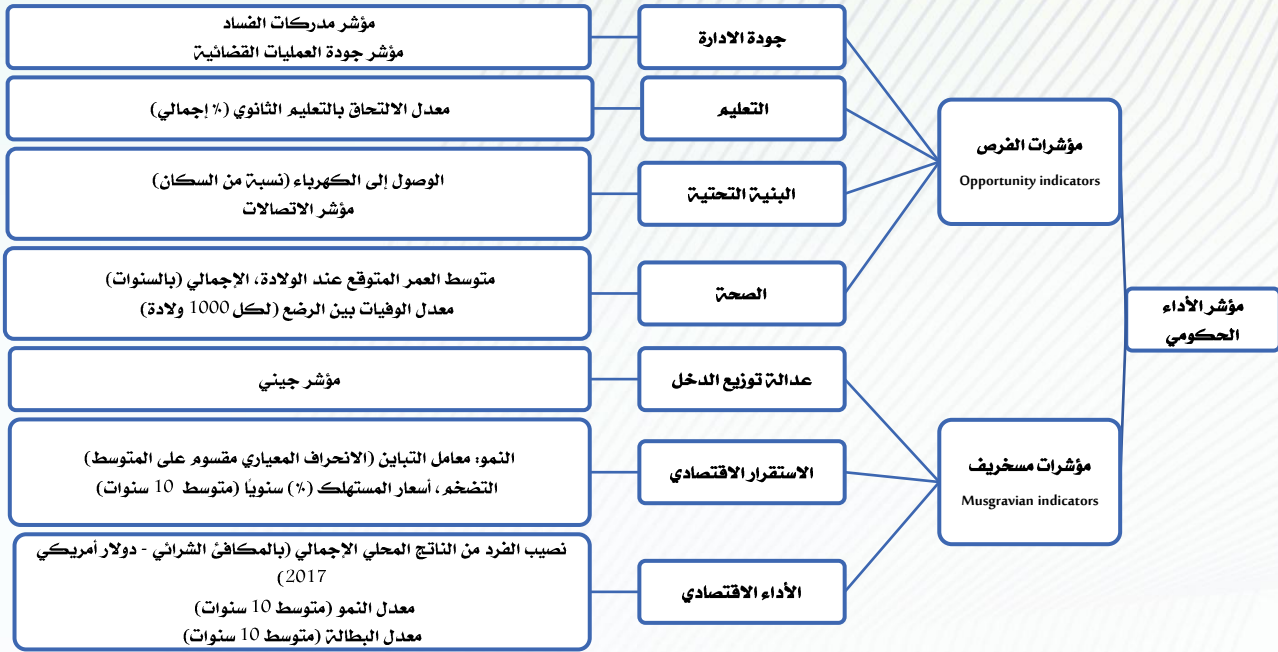 مؤشر الأداء
الحكومي
مؤشرات الفرص
Opportunity indicators
جودة الادارة
مؤشر مدركات الفساد
مؤشر جودة العمليات القضائية
التعليم
معدل الالتحاق بالتعليم الثانوي (% إجمالي)
البنية التحتية
الوصول إلى الكهرباء (نسبة من السكان)
مؤشر الاتصالات
الصحة
متوسط العمر المتوقع عند الولادة، الإجمالي (بالسنوات)
معدل الوفيات بين الرضع (لكل 1000 ولادة)
مؤشرات مسخريف
Musgravian indicators
عدالة توزيع الدخل
مؤشر جيني
الاستقرار الاقتصادي
النمو: معامل التباين (الانحراف المعياري مقسوم على المتوسط)
التضخم، أسعار المستهلك (%) سنويًا (متوسط 10 سنوات)
الأداء الاقتصادي
نصيب الفرد من الناتج المحلي الإجمالي (بالمكافئ الشرائي - دولار أمريكي
2017)
معدل النمو (متوسط 10 سنوات)
معدل البطالة (متوسط 10 سنوات)